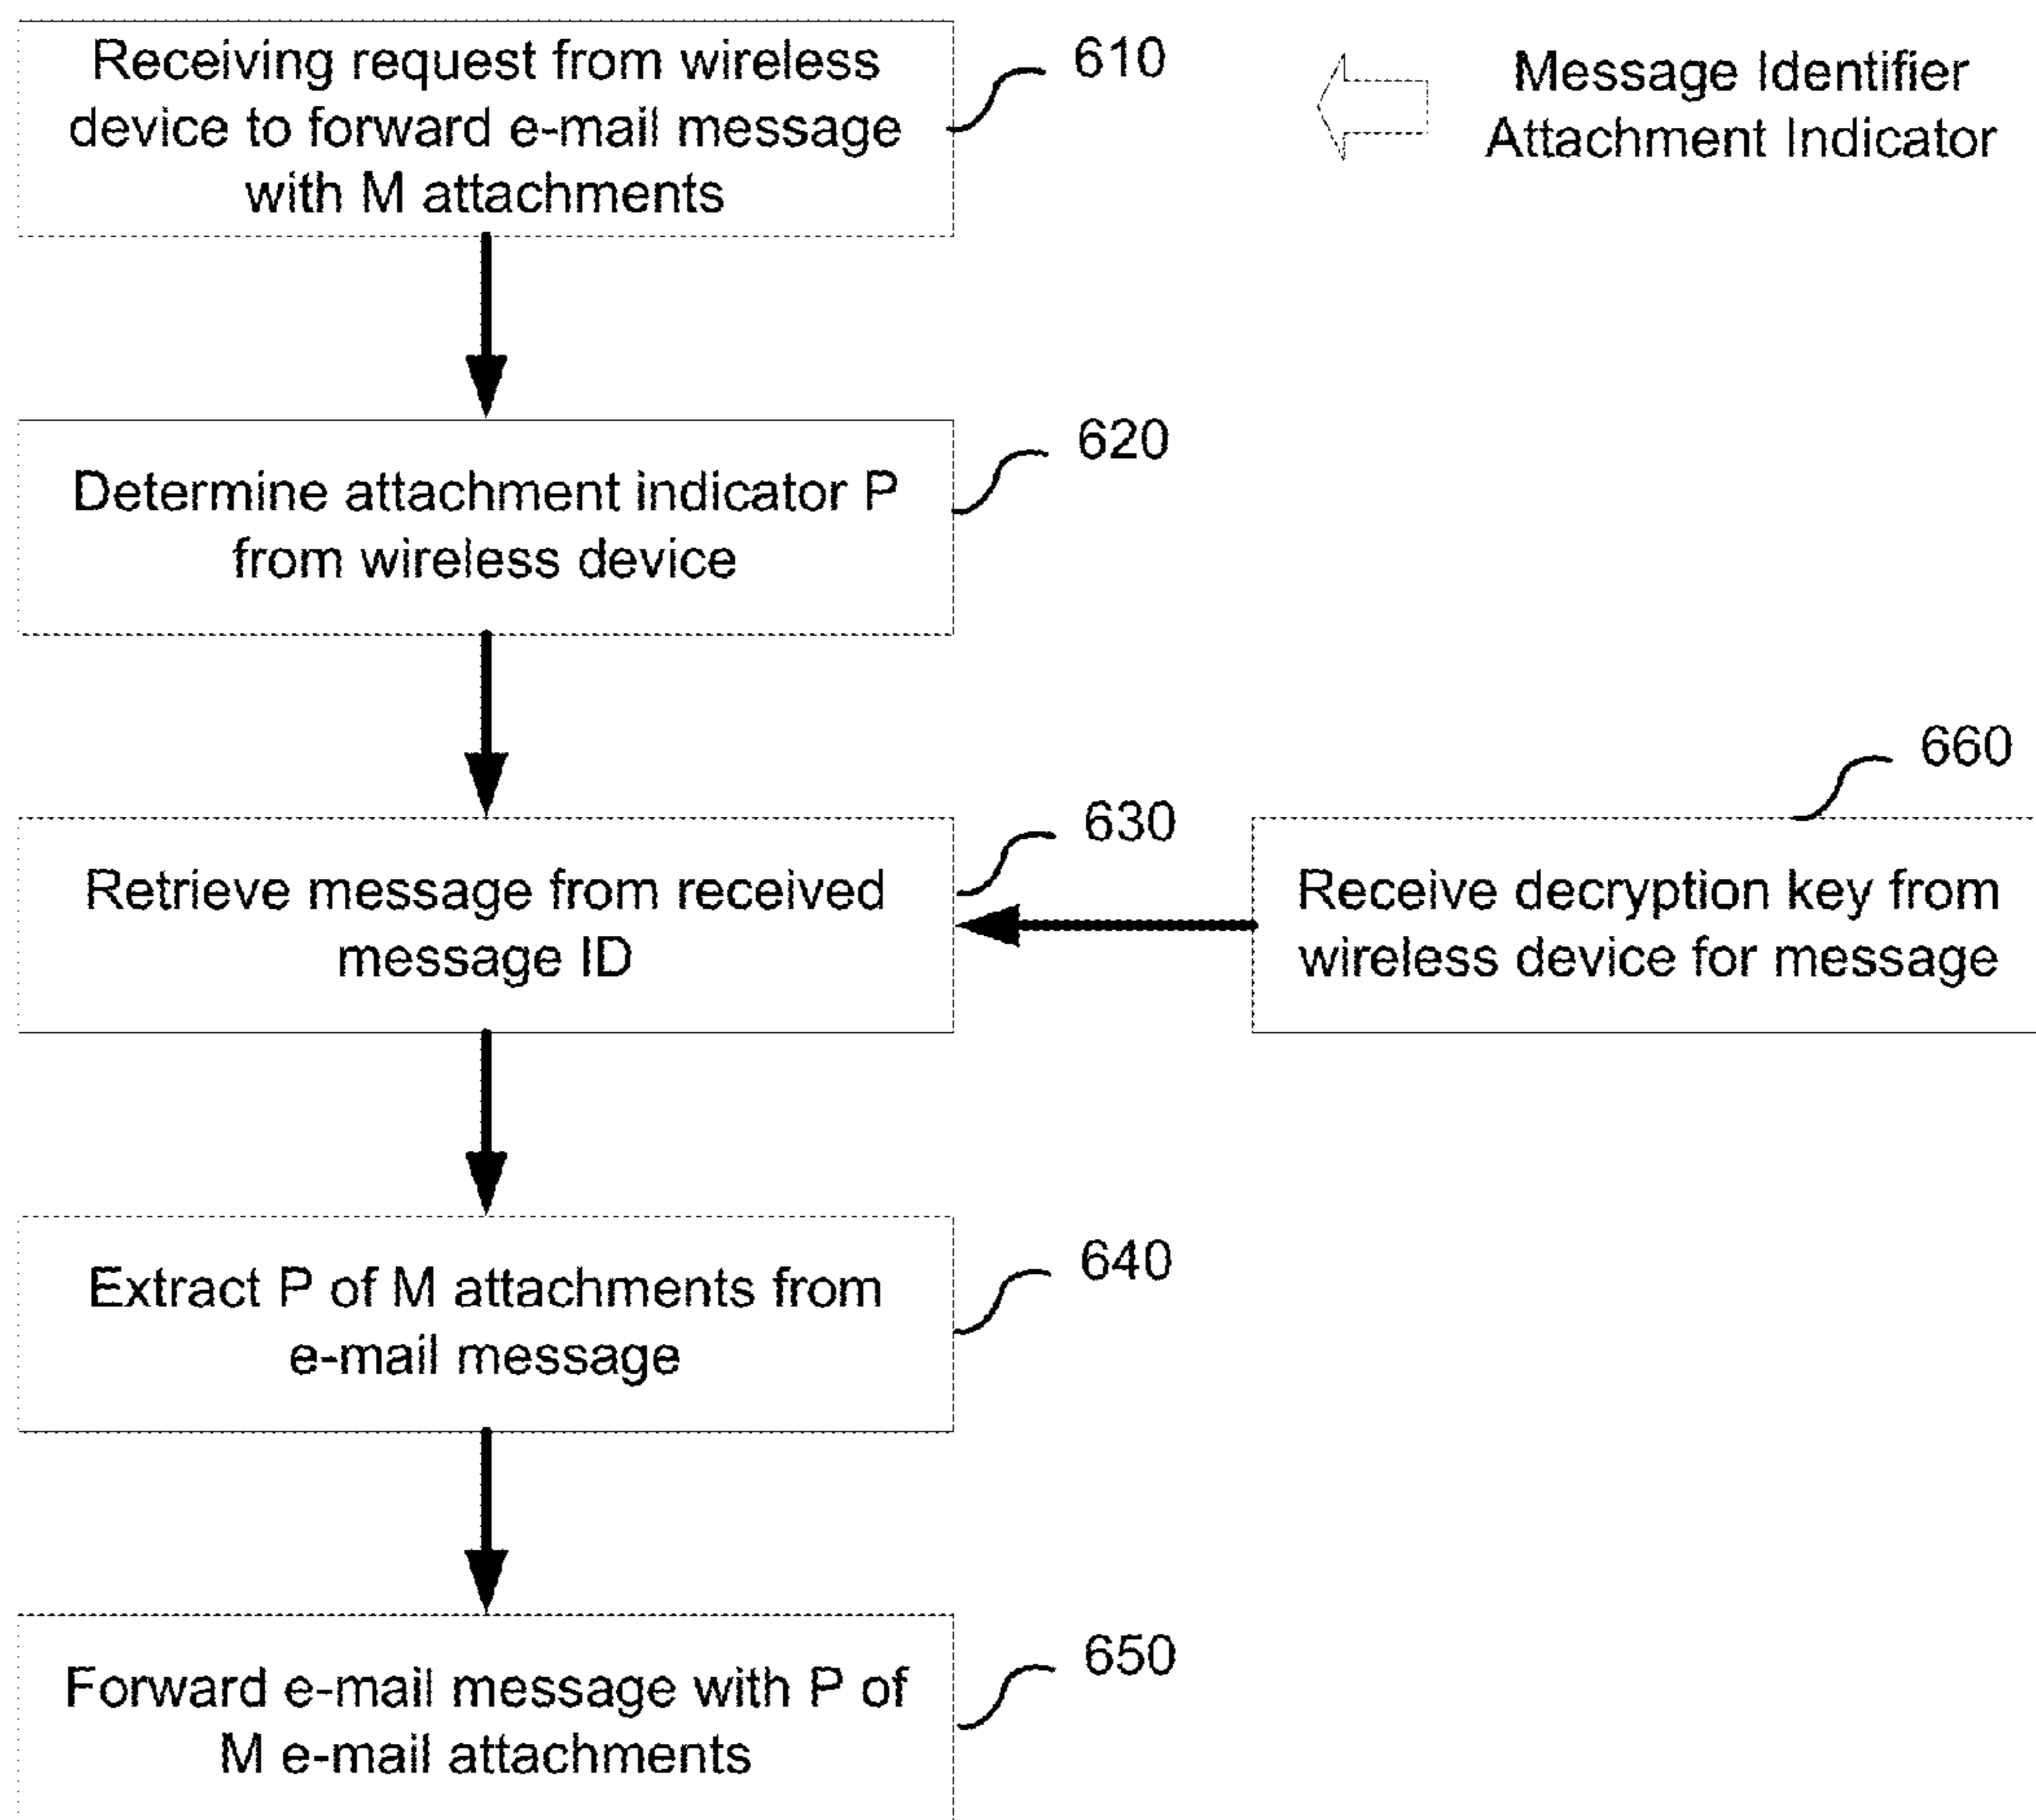 Receiving request from wireless
device to forward e-mail message
with M attachments
610
Message Identifier
Attachment Indicator
Determine attachment indicator P
from wireless device
620
Retrieve message from received
message ID
630
Receive decryption key from
wireless device for message
660
Extract P of M attachments from
e-mail message
640
Forward e-mail message with P of
M e-mail attachments
650